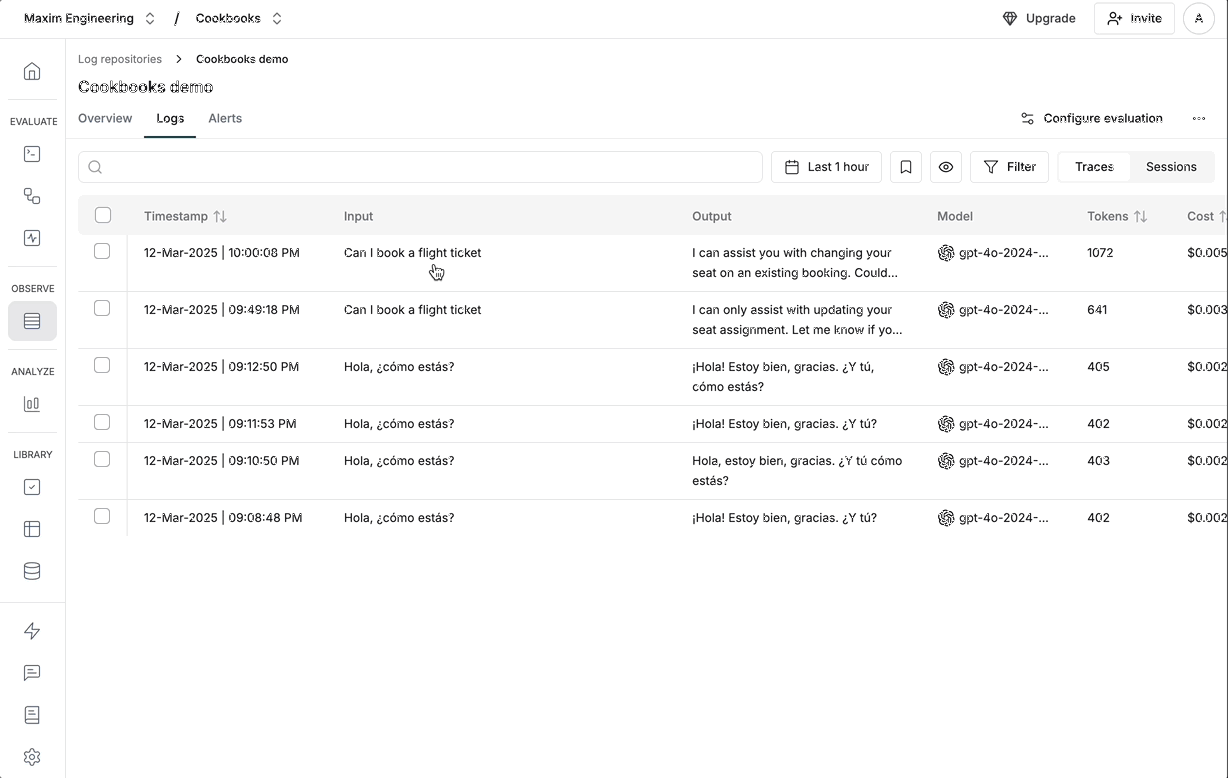 Maxim Engineering / Cookbooks Upgrade Invite A
Log repositories > Cookbooks demo
Cookbooks demo
Overview Logs Alerts Configure evaluation
EVALUATE
OBSERVE
ANALYZE
LIBRARY
Last 1 hour Filter Traces Sessions
Timestamp Input Output Model Tokens Cost
12-Mar-2025 | 10:00:08 PM Can I book a flight ticket I can assist you with changing your gpt-4o-2024-... 1072 $0.005
seat on an existing booking. Could...
12-Mar-2025 | 09:49:18 PM Can I book a flight ticket I can only assist with updating your gpt-4o-2024-... 641 $0.003
seat assignment. Let me know if yo...
12-Mar-2025 | 09:12:50 PM Hola, ¿cómo estás? ¡Hola! Estoy bien, gracias. ¿Y tú, gpt-4o-2024-... 405 $0.002
cómo estás?
12-Mar-2025 | 09:11:53 PM Hola, ¿cómo estás? ¡Hola! Estoy bien, gracias. ¿Y tú? gpt-4o-2024-... 402 $0.002
12-Mar-2025 | 09:10:50 PM Hola, ¿cómo estás? Hola, estoy bien, gracias. ¿Y tú cómo gpt-4o-2024-... 403 $0.002
estás?
12-Mar-2025 | 09:08:48 PM Hola, ¿cómo estás? ¡Hola! Estoy bien, gracias. ¿Y tú? gpt-4o-2024-... 402 $0.002